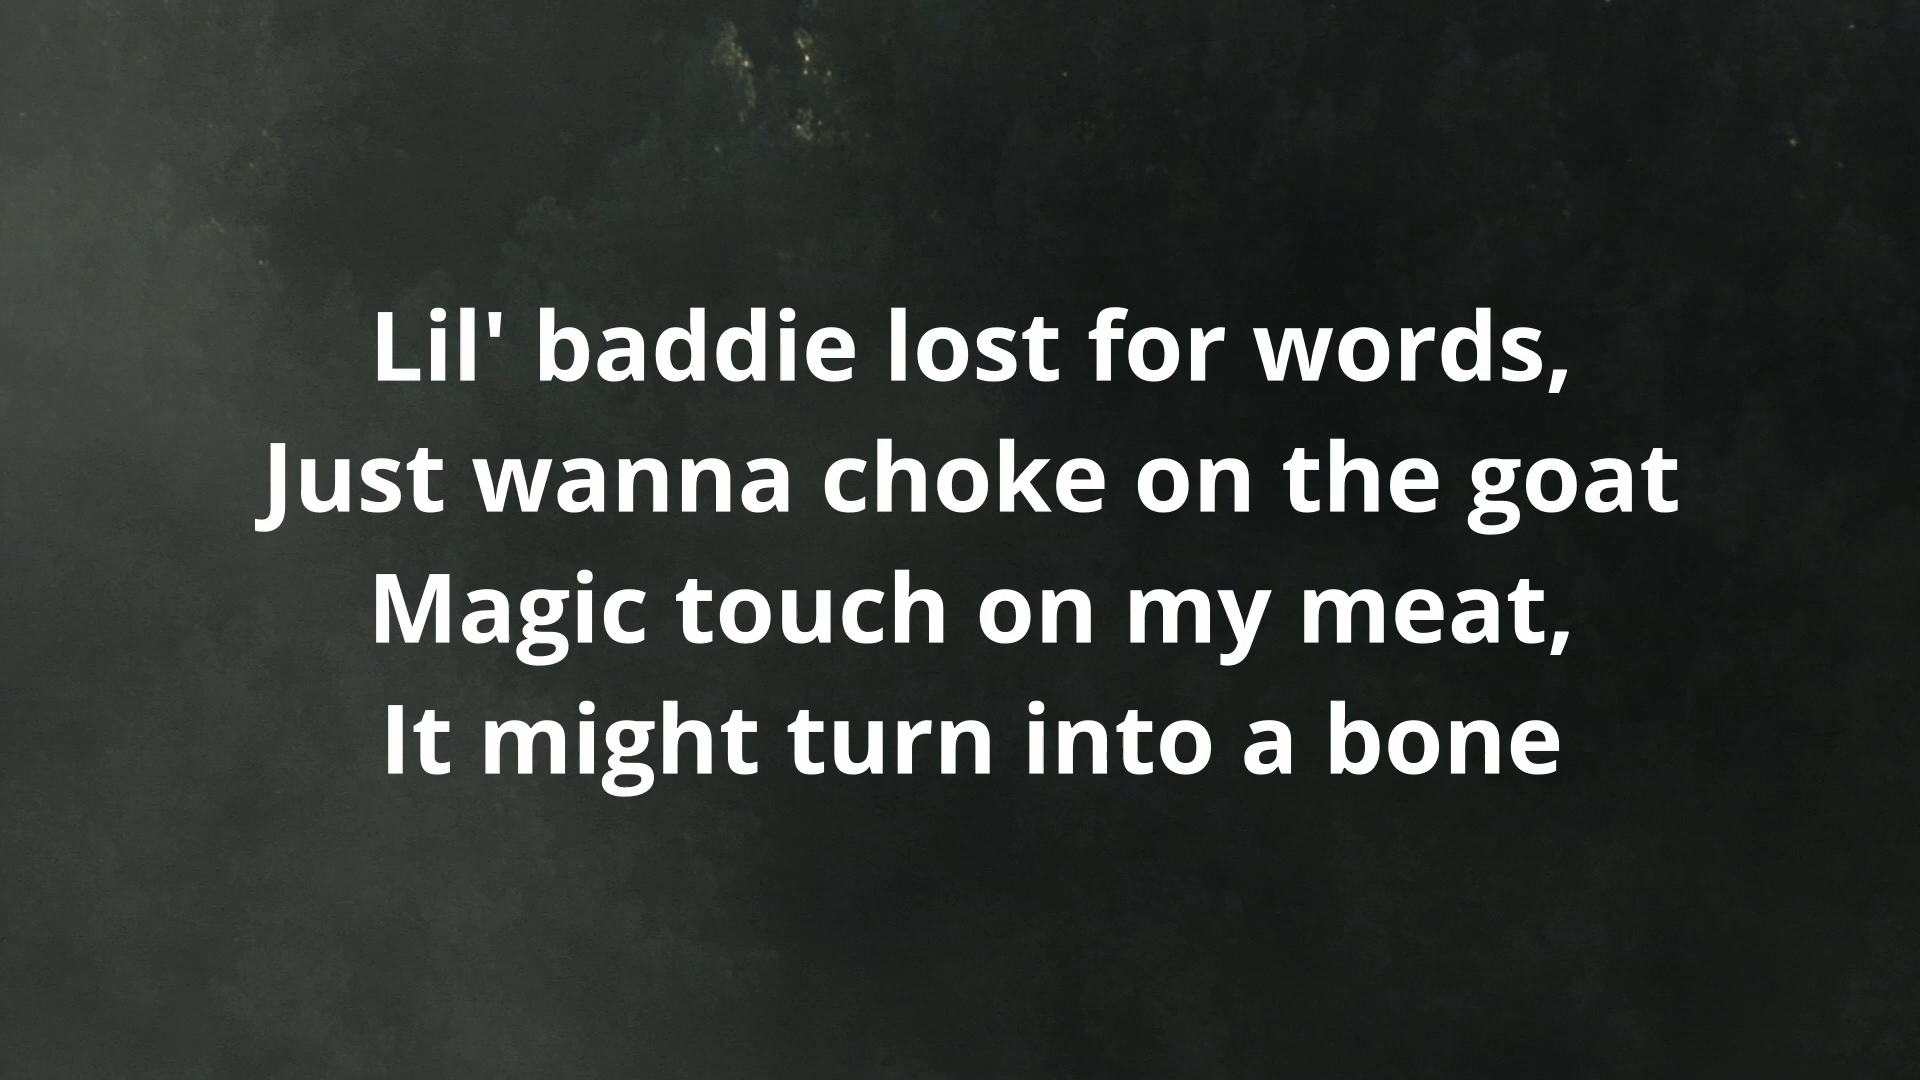 Lil' baddie lost for words,
Just wanna choke on the goat
Magic touch on my meat,
It might turn into a bone